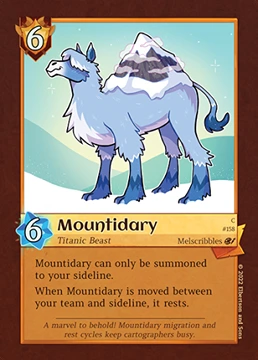 6
6
Mountidary
C
#158
Titanic Beast
Melscribbles
Mountidary can only be summoned
to your sideline.
When Mountidary is moved between
your team and sideline, it rests.
A marvel to behold! Mountidary migration and
rest cycles keep cartographers busy.
© 2022 Elbertson and Sons